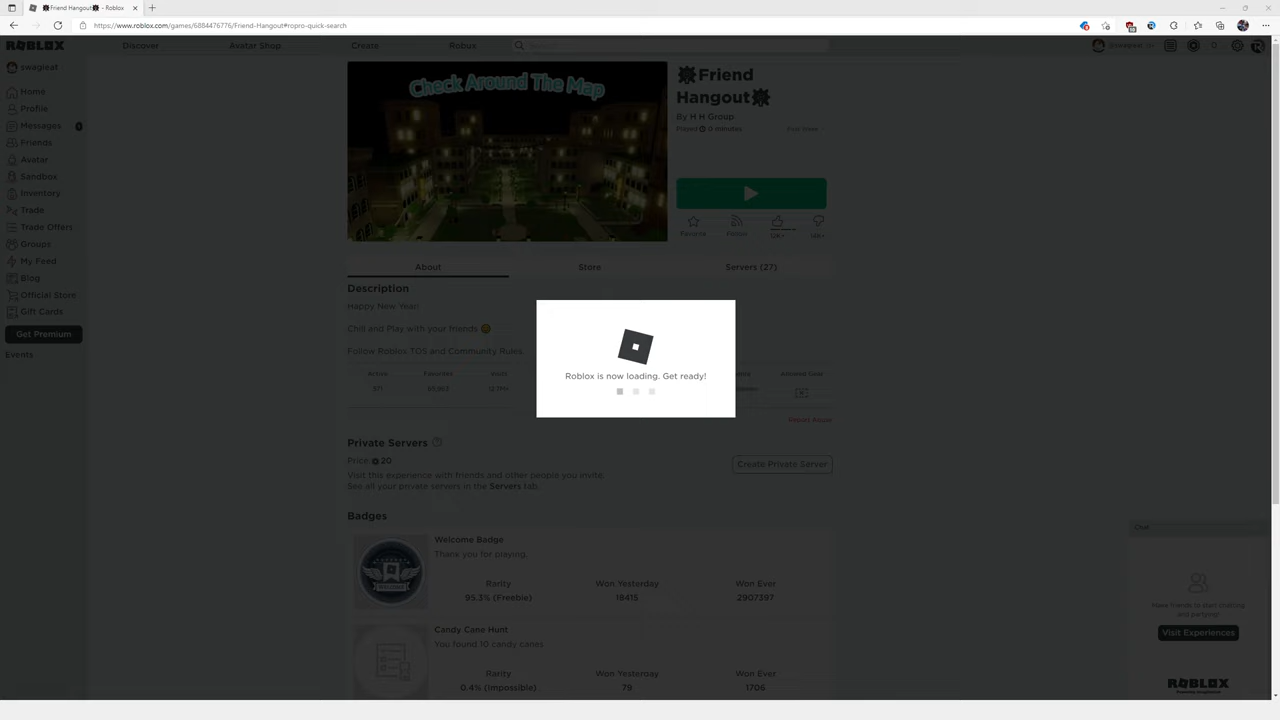 Friend Hangout - Roblox
https://www.roblox.com/games/6884476776/Friend-Hangout#ropro-quick-search
ROBLOX
Discover
Avatar Shop
Create
Robux
swagleat
Home
Profile
Messages
Friends
Avatar
Sandbox
Inventory
Trade
Trade Offers
Groups
My Feed
Blog
Official Store
Gift Cards
Get Premium
Events
Check Around The Map
Friend
Hangout
By H H Group
Played 0 minutes
Favorite
Follow
About
Store
Servers (27)
Description
Happy New Year!
Chill and Play with your friends
Follow Roblox TOS and Community Rules
Active
Favorites
Visits
Allowed Gear
Roblox is now loading. Get ready!
Report Abuse
Private Servers
Price 20
Create Private Server
Visit this experience with friends and other people you invite.
See all your private servers in the Servers tab.
Badges
Welcome Badge
Thank you for playing.
Rarity
Won Yesterday
Won Ever
95.3% (Freebie)
18415
2907397
WELCOME
Candy Cane Hunt
You found 10 candy canes
Rarity
Won Yesterday
Won Ever
0.4% (Impossible)
79
1706
Chat
Make friends to start chatting
and partying!
Visit Experiences
ROBLOX
Powering Imagination